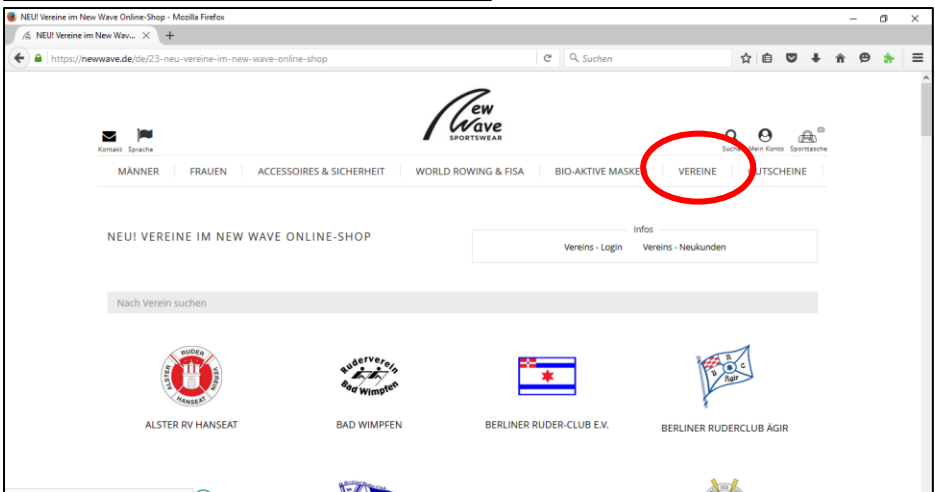 NEU! Vereine im New Wave Online-Shop - Mozilla Firefox
NEU! Vereine im New Wav...
https://newwave.de/de/23-neu-vereine-im-new-wave-online-shop
Suchen
New Wave
SPORTSWEAR
Kontakt Sprache
Suche Mein Konto Sporttasche
MÄNNER FRAUEN ACCESSOIRES & SICHERHEIT WORLD ROWING & FISA BIO-AKTIVE MASKE VEREINE GUTSCHEINE
NEU! VEREINE IM NEW WAVE ONLINE-SHOP
Infos
Vereins - Login Vereins - Neukunden
Nach Verein suchen
ALSTER RUDER VEREIN HANSEAT
Ruderverein Bad Wimpfen
B R C Ägir
ALSTER RV HANSEAT
BAD WIMPFEN
BERLINER RUDER-CLUB E.V.
BERLINER RUDERCLUB ÄGIR